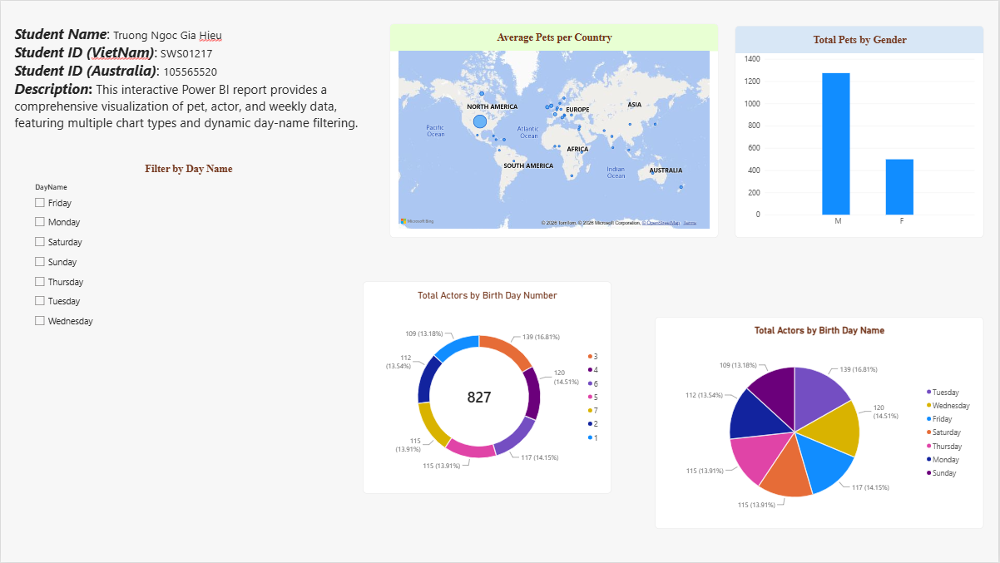 Student Name: Truong Ngoc Gia Hieu
Student ID (VietNam): SWS01217
Student ID (Australia): 105565520
Description: This interactive Power BI report provides a
comprehensive visualization of pet, actor, and weekly data,
featuring multiple chart types and dynamic day-name filtering.
Filter by Day Name
DayName
Friday
Monday
Saturday
Sunday
Thursday
Tuesday
Wednesday
Average Pets per Country
NORTH AMERICA
EUROPE
ASIA
Pacific
Ocean
Atlantic
Ocean
AFRICA
SOUTH AMERICA
Indian
Ocean
AUSTRALIA
Microsoft Bing
© 2026 TomTom, © 2026 Microsoft Corporation, © OpenStreetMap Terms
Total Pets by Gender
1400
1200
1000
800
600
400
200
0
M F
Total Actors by Birth Day Number
109 (13.18%)
139 (16.81%)
112
(13.54%)
120
(14.51%)
827
115
(13.91%)
115 (13.91%)
117 (14.15%)
3
4
6
5
7
2
1
Total Actors by Birth Day Name
109 (13.18%)
139 (16.81%)
112 (13.54%)
120
(14.51%)
115 (13.91%)
117 (14.15%)
115 (13.91%)
Tuesday
Wednesday
Friday
Saturday
Thursday
Monday
Sunday